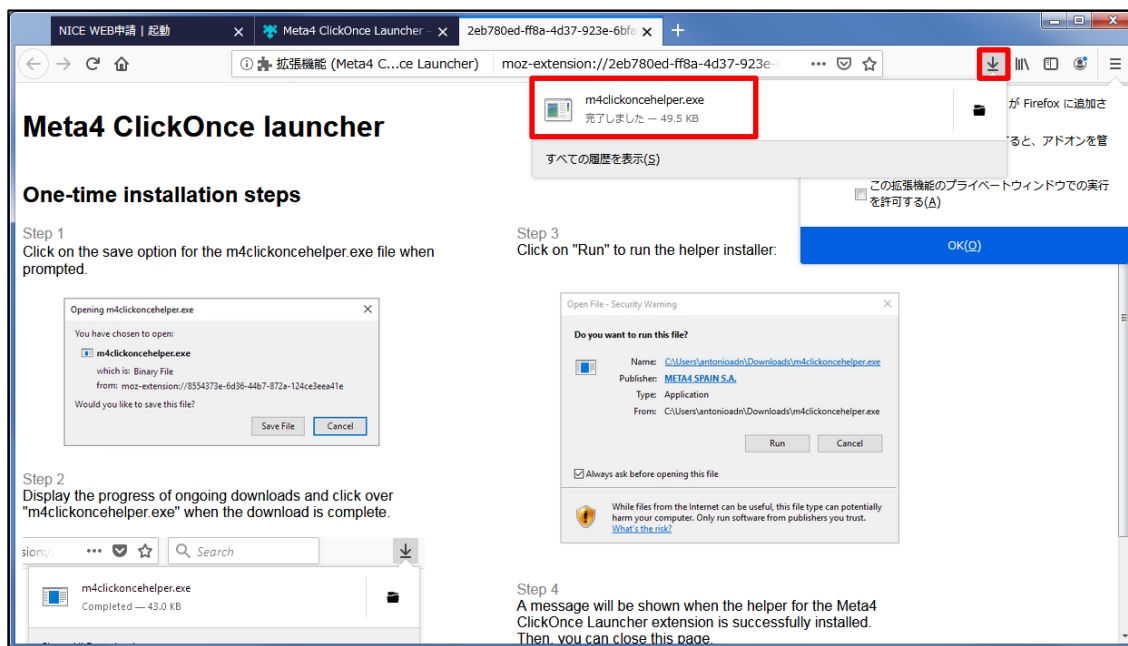 NICE WEB申請 | 起動
Meta4 ClickOnce Launcher -
2eb780ed-ff8a-4d37-923e-6bfa
拡張機能 (Meta4 C...ce Launcher)
moz-extension://2eb780ed-ff8a-4d37-923e-
m4clickoncehelper.exe
完了しました — 49.5 KB
すべての履歴を表示(S)
が Firefox に追加さ
すると、アドオンを管
この拡張機能のプライベートウィンドウでの実行
を許可する(A)
OK(O)
Meta4 ClickOnce launcher
One-time installation steps
Step 1
Click on the save option for the m4clickoncehelper.exe file when
prompted.
Opening m4clickoncehelper.exe
You have chosen to open:
m4clickoncehelper.exe
which is: Binary File
from: moz-extension://8554373e-6d36-44b7-872a-124ce3eea41e
Would you like to save this file?
Save File
Cancel
Step 2
Display the progress of ongoing downloads and click over
"m4clickoncehelper.exe" when the download is complete.
sion:/
Search
m4clickoncehelper.exe
Completed — 43.0 KB
Step 3
Click on "Run" to run the helper installer:
Open File - Security Warning
Do you want to run this file?
Name: C:\Users\antonioadn\Downloads\m4clickoncehelper.exe
Publisher: META4 SPAIN S.A.
Type: Application
From: C:\Users\antonioadn\Downloads\m4clickoncehelper.exe
Run
Cancel
Always ask before opening this file
While files from the Internet can be useful, this file type can potentially
harm your computer. Only run software from publishers you trust.
What's the risk?
Step 4
A message will be shown when the helper for the Meta4
ClickOnce Launcher extension is successfully installed.
Then, you can close this page.